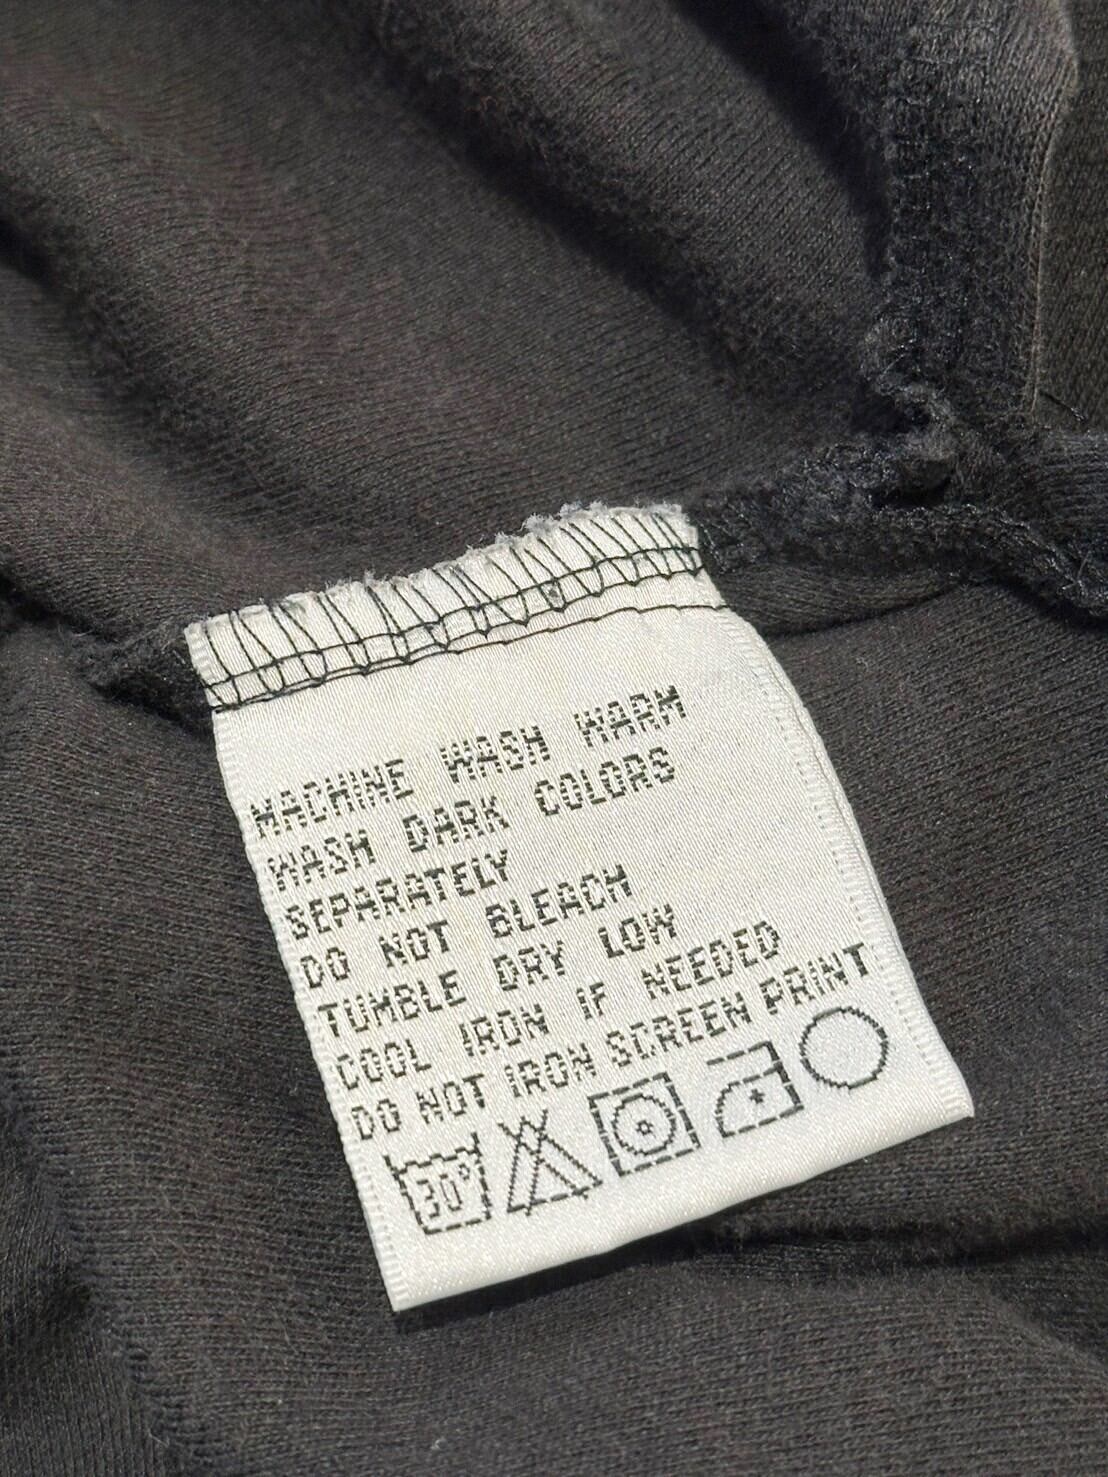 MACHINE WASH WARM
WASH DARK COLORS
SEPARATELY
DO NOT BLEACH
TUMBLE DRY LOW
COOL IRON IF NEEDED
DO NOT IRON SCREEN PRINT
30°